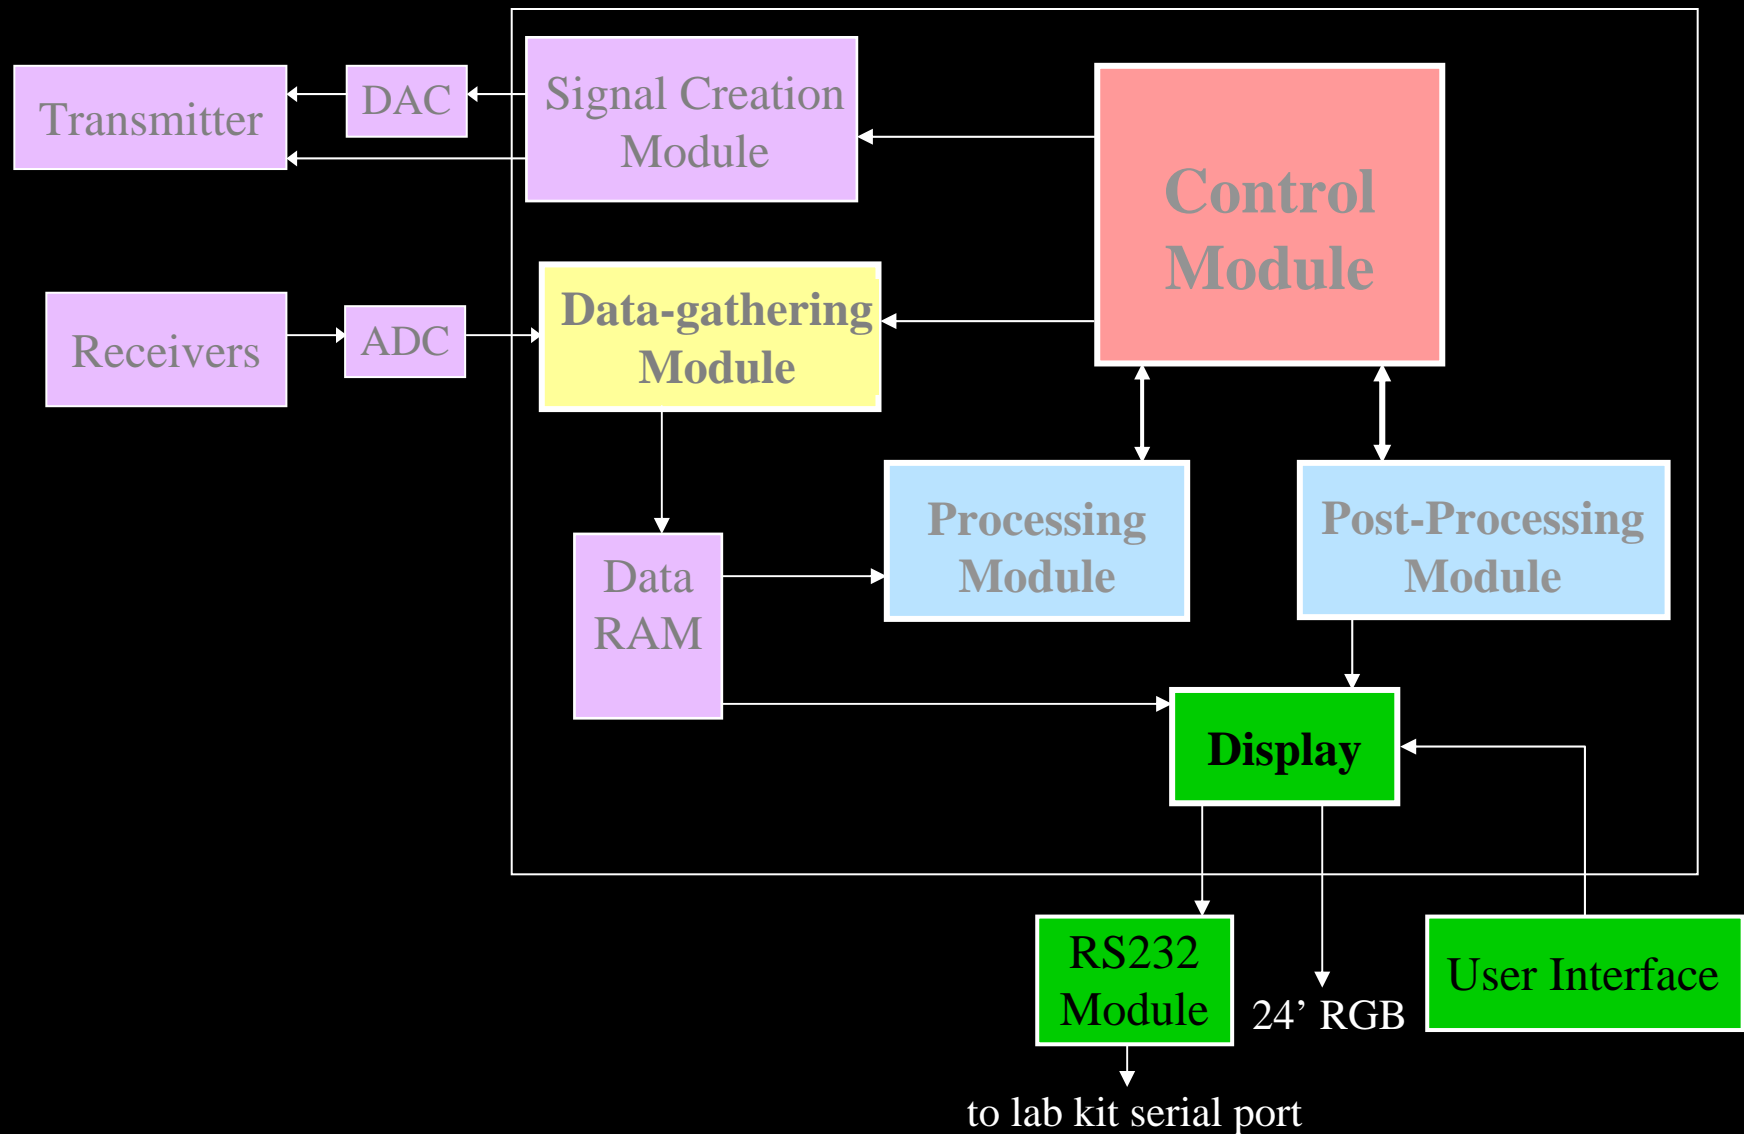 Transmitter
DAC
Signal Creation
Module
Control
Module
Receivers
ADC
Data-gathering
Module
Data
RAM
Processing
Module
Post-Processing
Module
Display
RS232
Module
24’ RGB
User Interface
to lab kit serial port